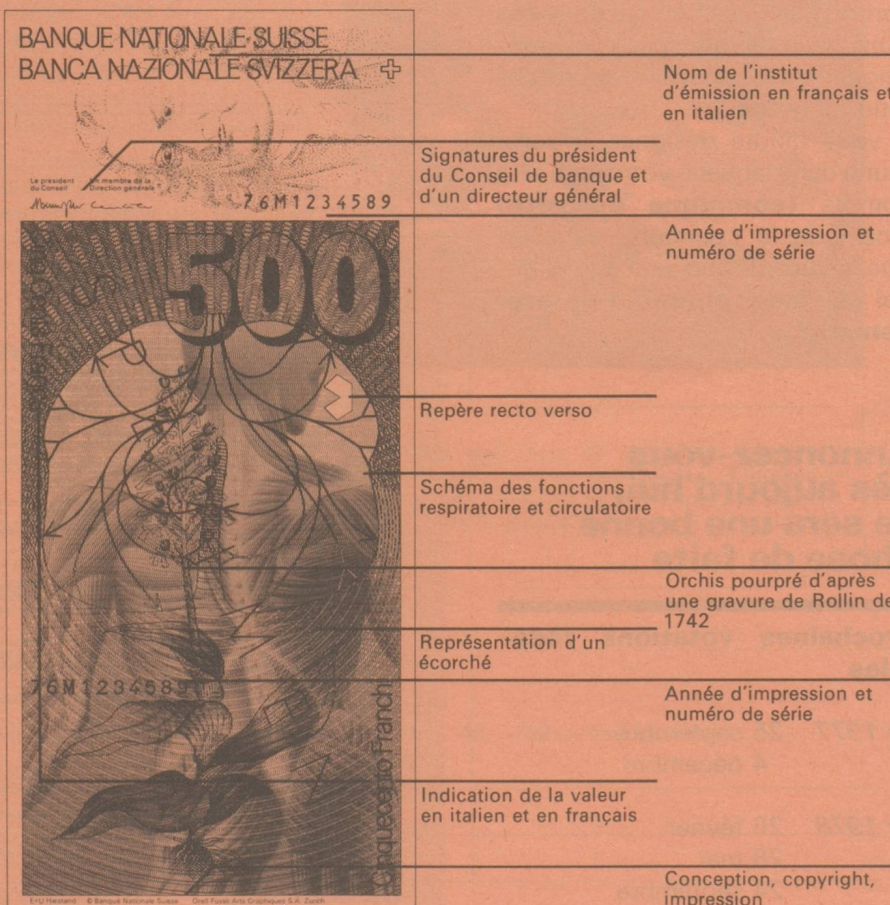 BANQUE NATIONALE SUISSE
BANCA NAZIONALE SVIZZERA
Nom de l'institut
d'émission en français et
en italien
Signatures du président
du Conseil de banque et
d'un directeur général
Le président
du Conseil
Un membre de la
Direction générale
76M1234589
Année d'impression et
numéro de série
500
Repère recto verso
Schéma des fonctions
respiratoire et circulatoire
Orchis pourpré d'après
une gravure de Rollin de
1742
Représentation d'un
écorché
76M1234589
Année d'impression et
numéro de série
Cinquecento Franchi
Indication de la valeur
en italien et en français
Conception, copyright,
impression
E+U Hiestand © Banque Nationale Suisse Orell Füssli Arts Graphiques S.A. Zurich